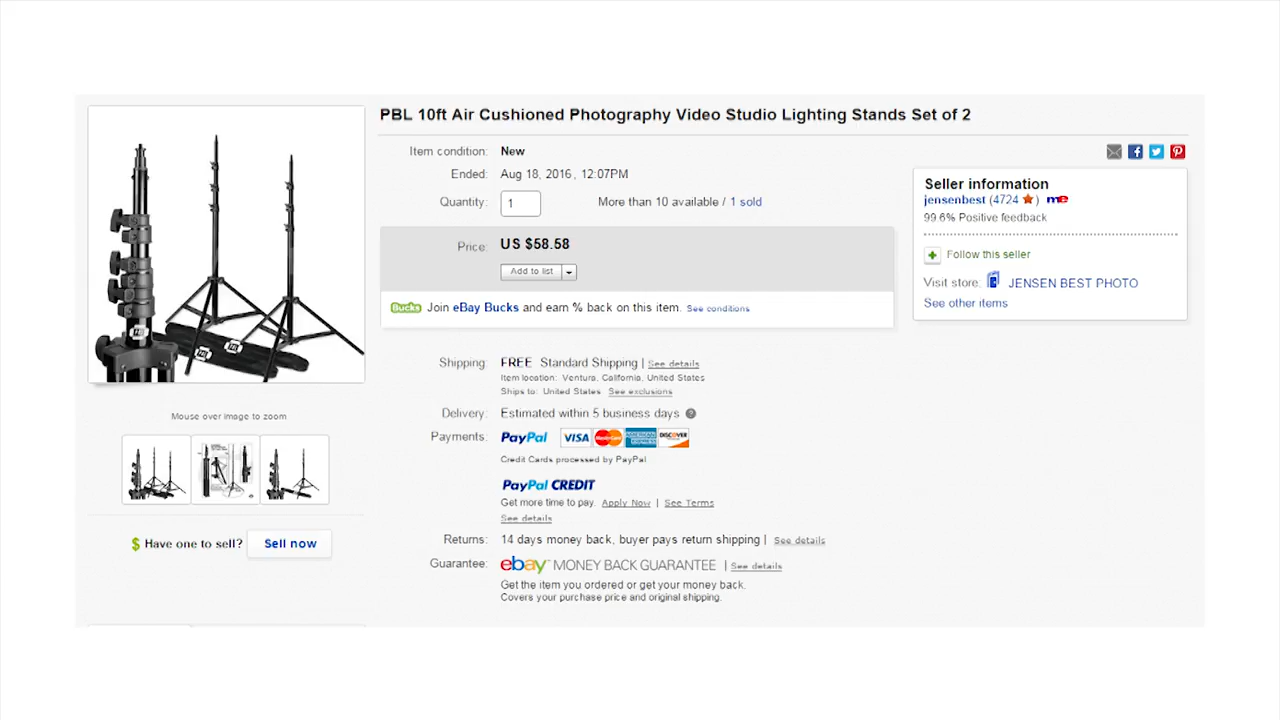 PBL 10ft Air Cushioned Photography Video Studio Lighting Stands Set of 2
Item condition: New
Ended: Aug 18, 2016 , 12:07PM
Quantity: 1 More than 10 available / 1 sold
Price: US $58.58
Add to list
Bucks Join eBay Bucks and earn % back on this item. See conditions
Seller information
jensenbest (4724 ) me
99.6% Positive feedback
Follow this seller
Visit store: JENSEN BEST PHOTO
See other items
PBL
PBL
PBL
Mouse over image to zoom
$ Have one to sell? Sell now
Shipping: FREE Standard Shipping | See details
Item location: Ventura, California, United States
Ships to: United States See exclusions
Delivery: Estimated within 5 business days ?
Payments: PayPal VISA MasterCard AMERICAN EXPRESS DISCOVER
Credit Cards processed by PayPal
PayPal CREDIT
Get more time to pay. Apply Now | See Terms
See details
Returns: 14 days money back, buyer pays return shipping | See details
Guarantee: ebay MONEY BACK GUARANTEE | See details
Get the item you ordered or get your money back.
Covers your purchase price and original shipping.